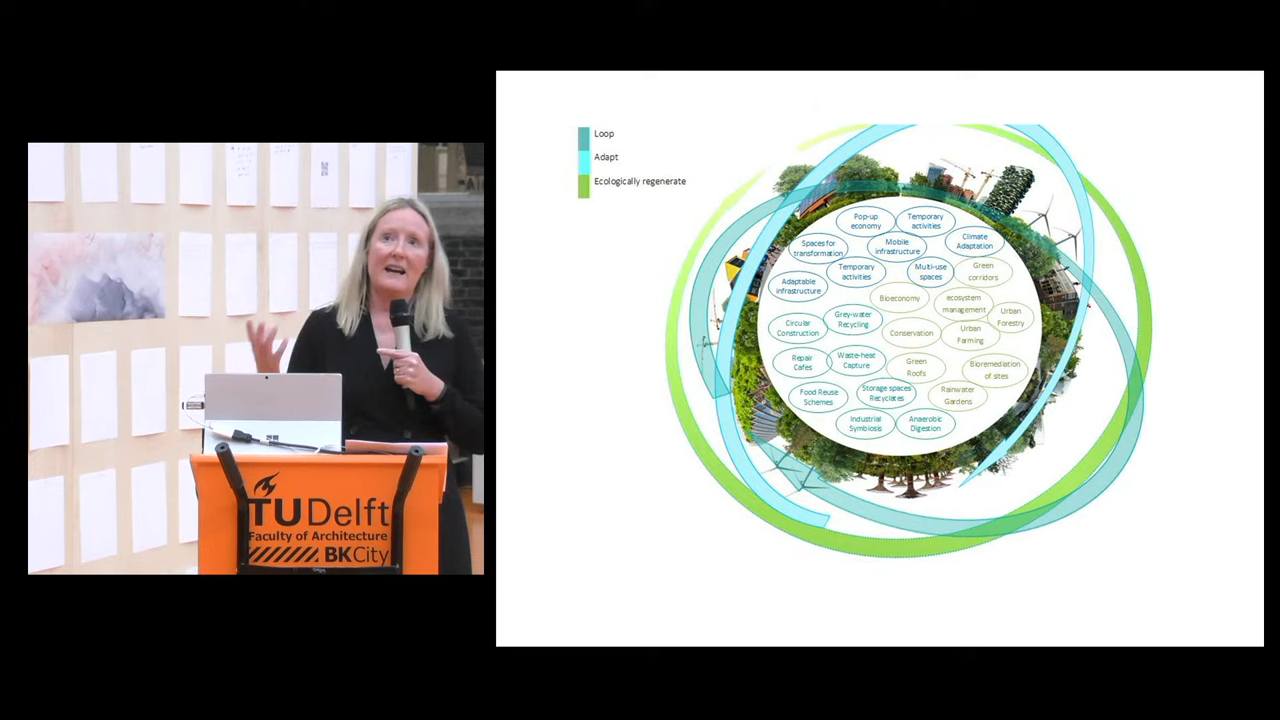 TU Delft
Faculty of Architecture
BK City
Loop
Adapt
Ecologically regenerate
Pop-up
economy
Temporary
activities
Spaces for
transformation
Mobile
infrastructure
Climate
Adaptation
Temporary
activities
Multi-use
spaces
Green
corridors
Adaptable
infrastructure
Bioeconomy
ecosystem
management
Urban
Forestry
Circular
Construction
Grey-water
Recycling
Conservation
Urban
Farming
Repair
Cafes
Waste-heat
Capture
Green
Roofs
Bioremediation
of sites
Food Reuse
Schemes
Storage spaces
Recyclates
Rainwater
Gardens
Industrial
Symbiosis
Anaerobic
Digestion